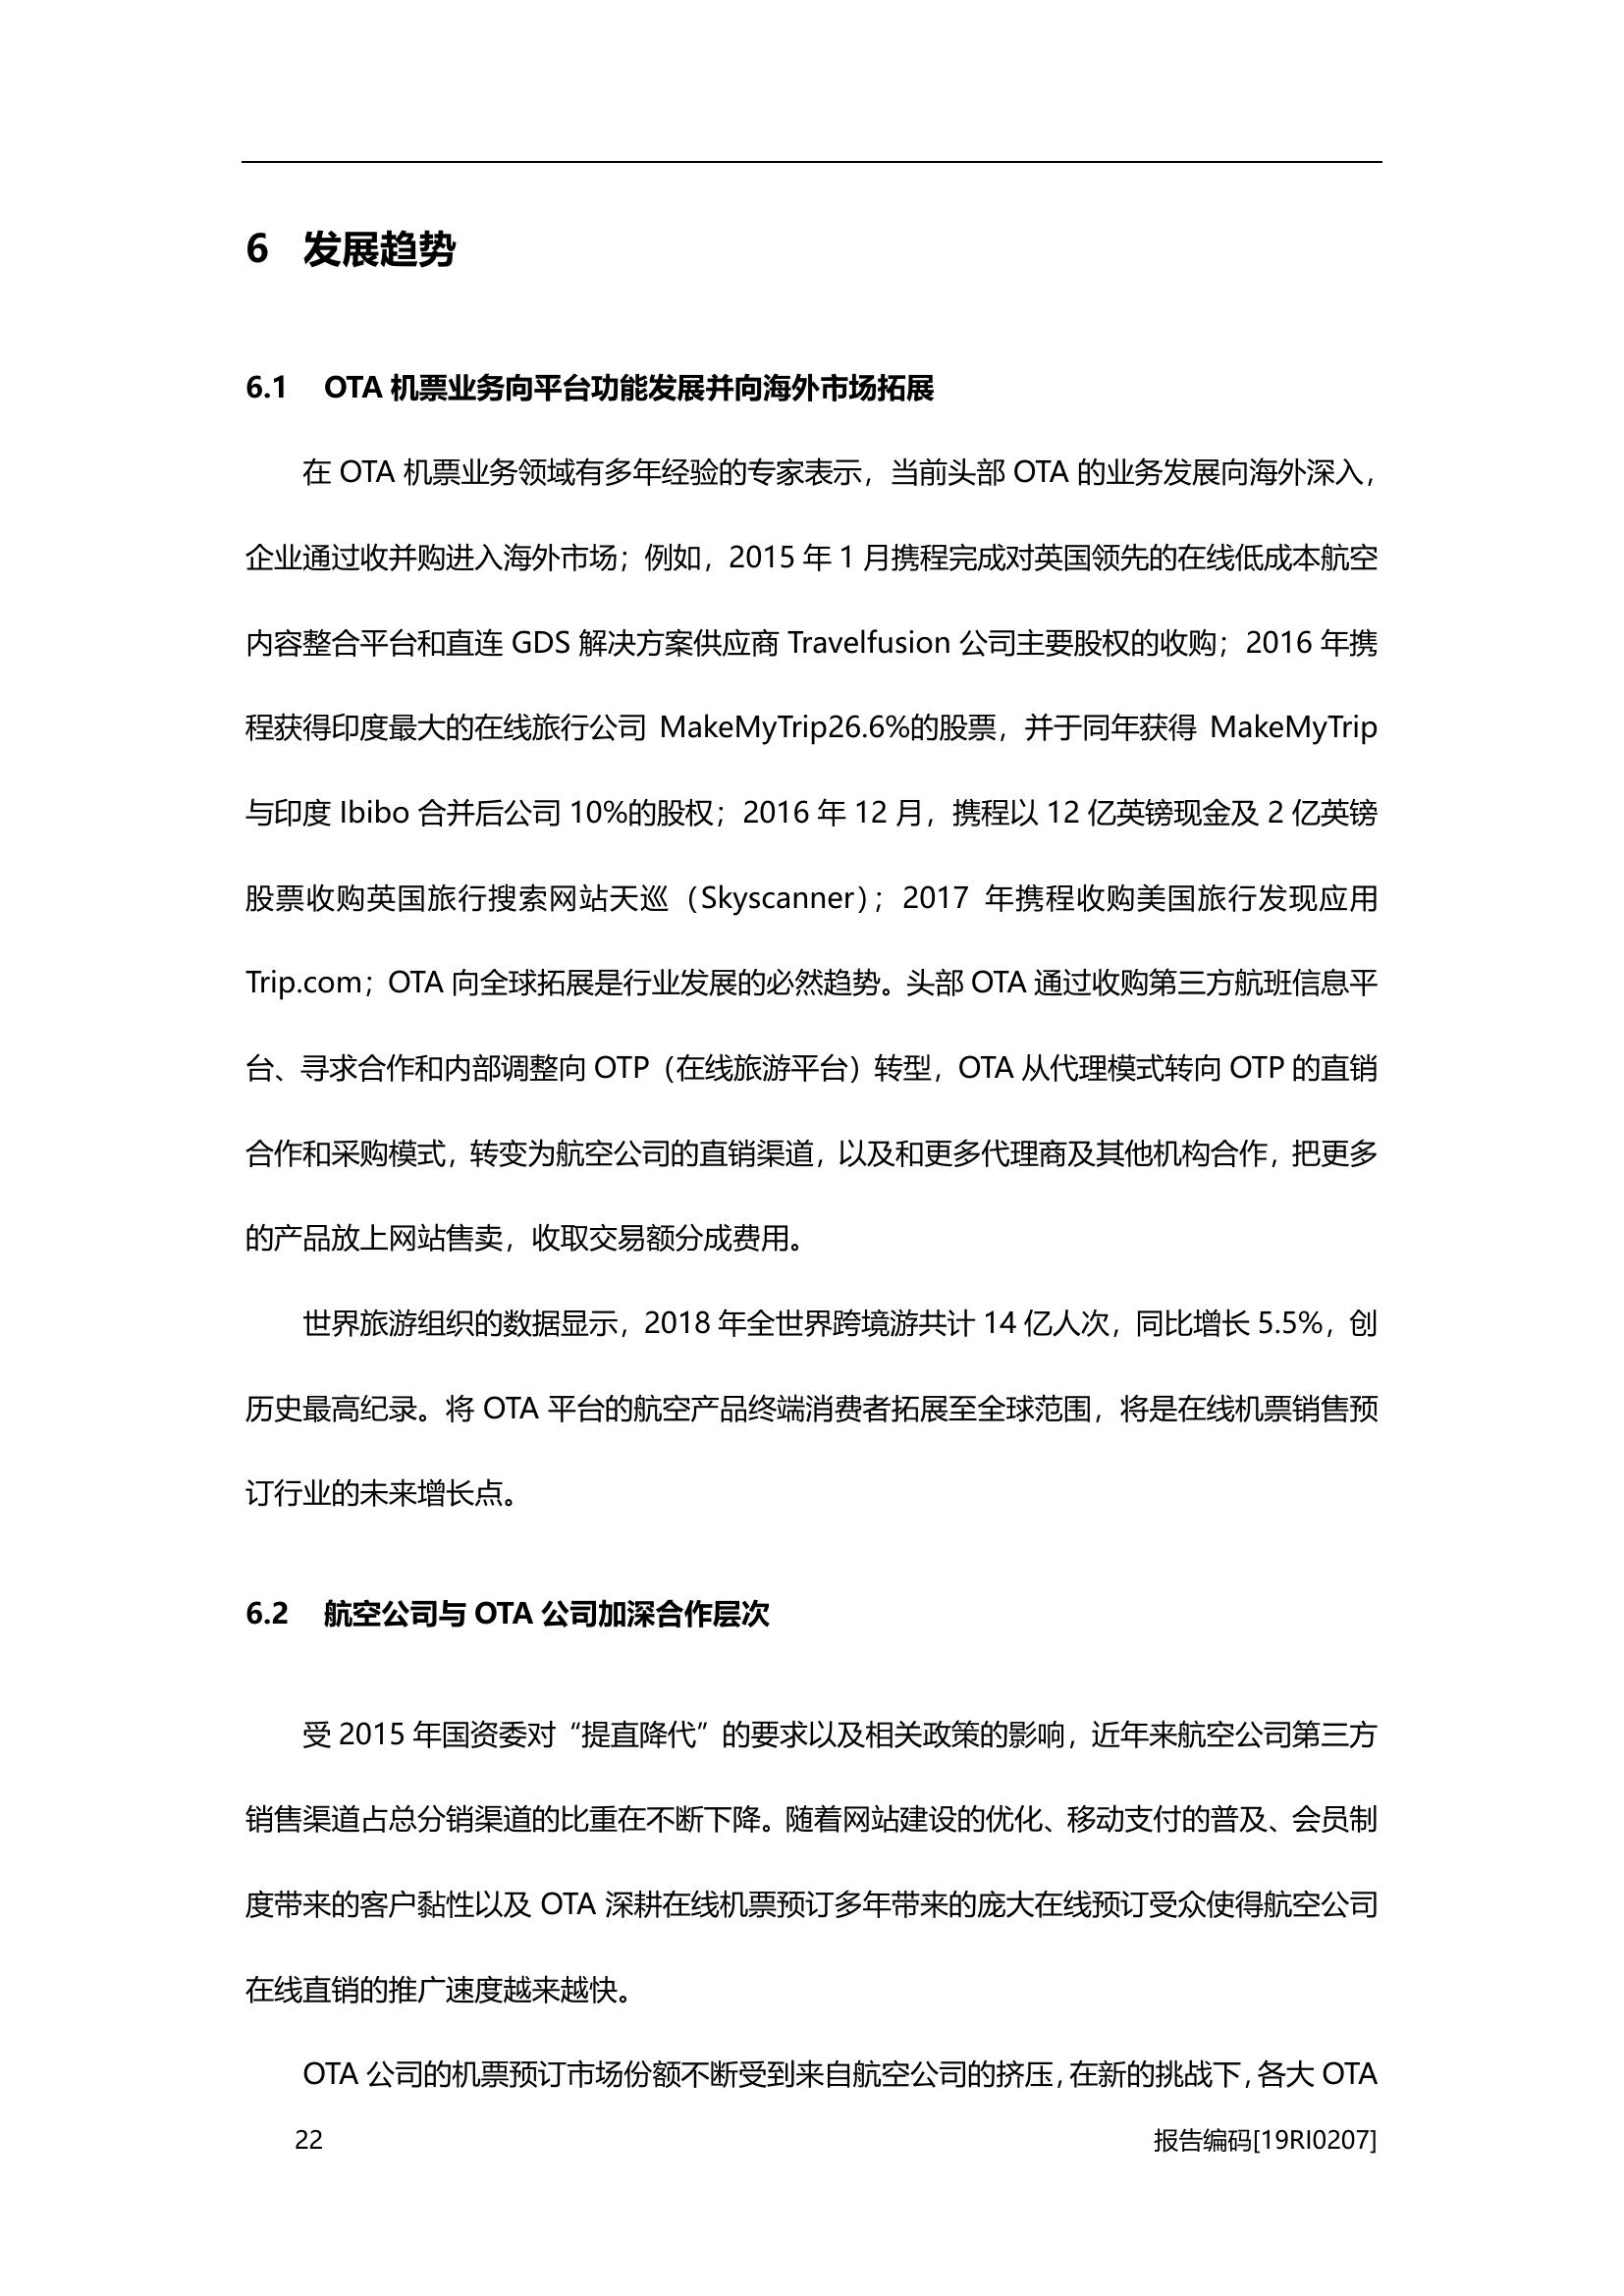 6 发展趋势
6.1 OTA 机票业务向平台功能发展并向海外市场拓展
在 OTA 机票业务领域有多年经验的专家表示，当前头部 OTA 的业务发展向海外深入，
企业通过收并购进入海外市场；例如，2015 年 1 月携程完成对英国领先的在线低成本航空
内容整合平台和直连 GDS 解决方案供应商 Travelfusion 公司主要股权的收购；2016 年携
程获得印度最大的在线旅行公司 MakeMyTrip26.6%的股票，并于同年获得 MakeMyTrip
与印度 Ibibo 合并后公司 10%的股权；2016 年 12 月，携程以 12 亿英镑现金及 2 亿英镑
股票收购英国旅行搜索网站天巡（Skyscanner）；2017 年携程收购美国旅行发现应用
Trip.com；OTA 向全球拓展是行业发展的必然趋势。头部 OTA 通过收购第三方航班信息平
台、寻求合作和内部调整向 OTP（在线旅游平台）转型，OTA 从代理模式转向 OTP 的直销
合作和采购模式，转变为航空公司的直销渠道，以及和更多代理商及其他机构合作，把更多
的产品放上网站售卖，收取交易额分成费用。
世界旅游组织的数据显示，2018 年全世界跨境游共计 14 亿人次，同比增长 5.5%，创
历史最高纪录。将 OTA 平台的航空产品终端消费者拓展至全球范围，将是在线机票销售预
订行业的未来增长点。
6.2 航空公司与 OTA 公司加深合作层次
受 2015 年国资委对“提直降代”的要求以及相关政策的影响，近年来航空公司第三方
销售渠道占总分销渠道的比重在不断下降。随着网站建设的优化、移动支付的普及、会员制
度带来的客户黏性以及 OTA 深耕在线机票预订多年带来的庞大在线预订受众使得航空公司
在线直销的推广速度越来越快。
OTA 公司的机票预订市场份额不断受到来自航空公司的挤压，在新的挑战下，各大 OTA
22 报告编码[19RI0207]